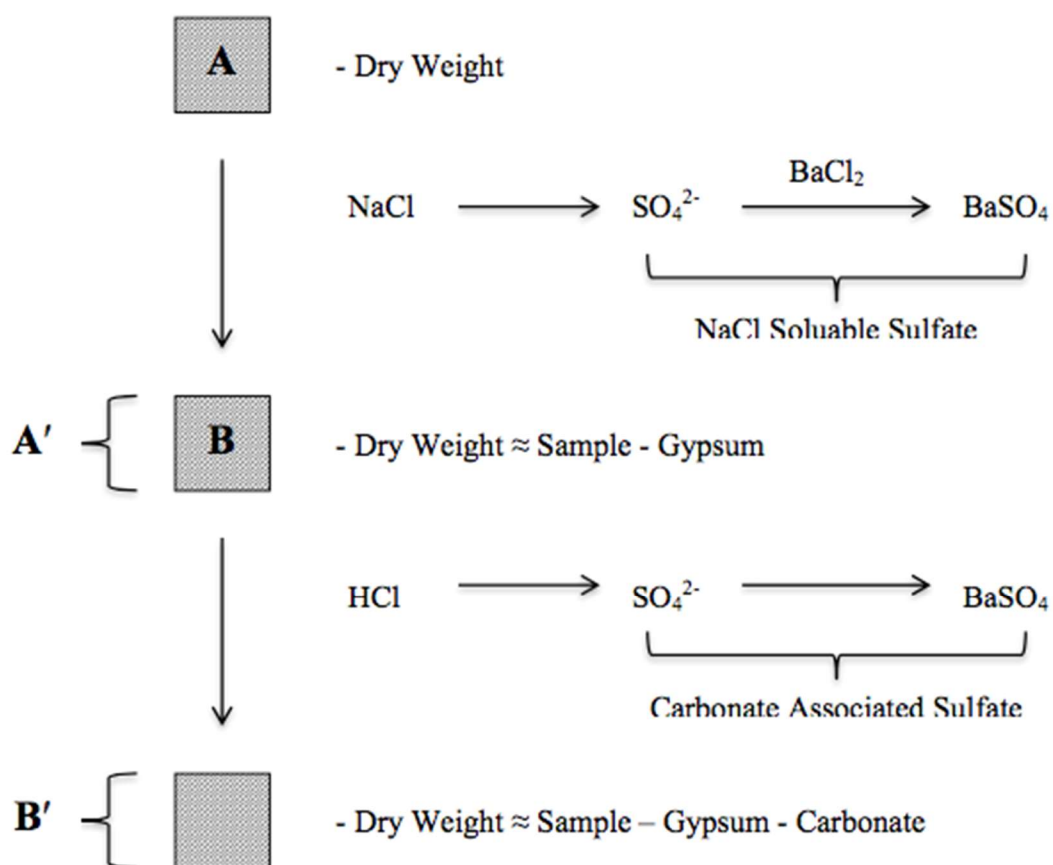 A
- Dry Weight
BaCl₂
NaCl SO₄²⁻ BaSO₄
NaCl Soluable Sulfate
A′ B - Dry Weight ≈ Sample - Gypsum
HCl SO₄²⁻ BaSO₄
Carbonate Associated Sulfate
B′ - Dry Weight ≈ Sample – Gypsum - Carbonate